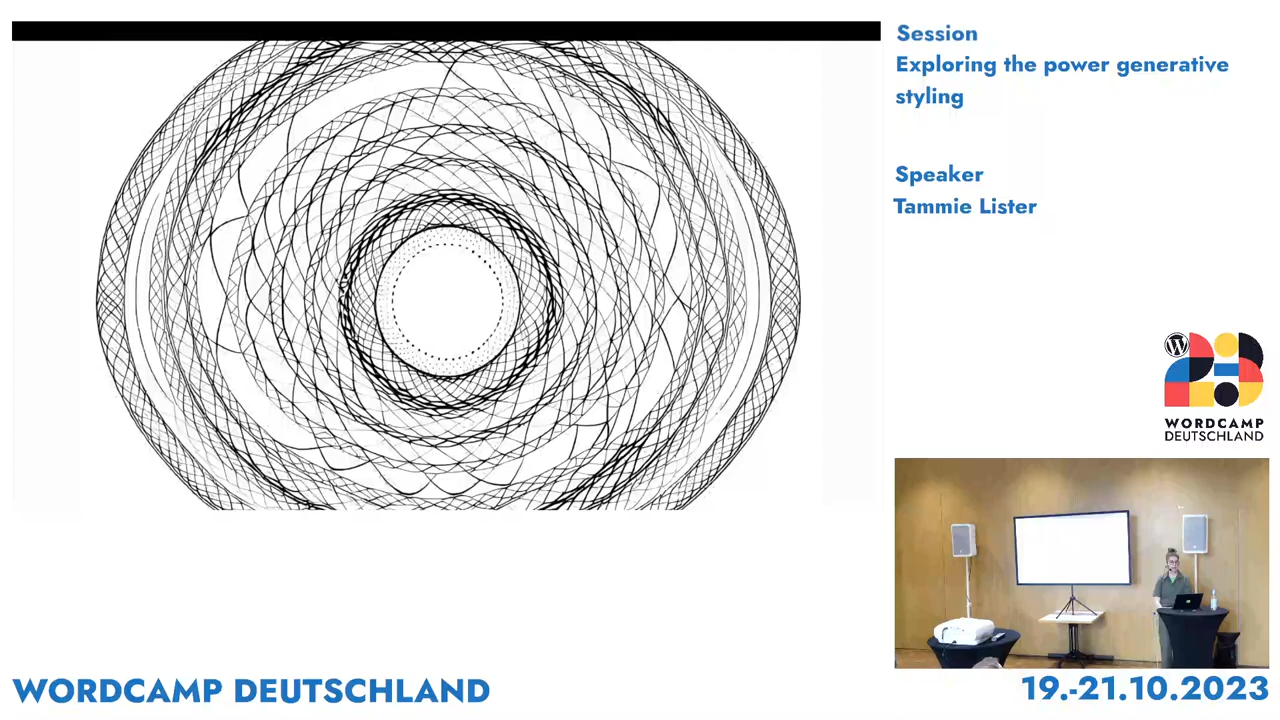 Session
Exploring the power generative
styling
Speaker
Tammie Lister
WORDCAMP
DEUTSCHLAND
WORDCAMP DEUTSCHLAND
19.-21.10.2023